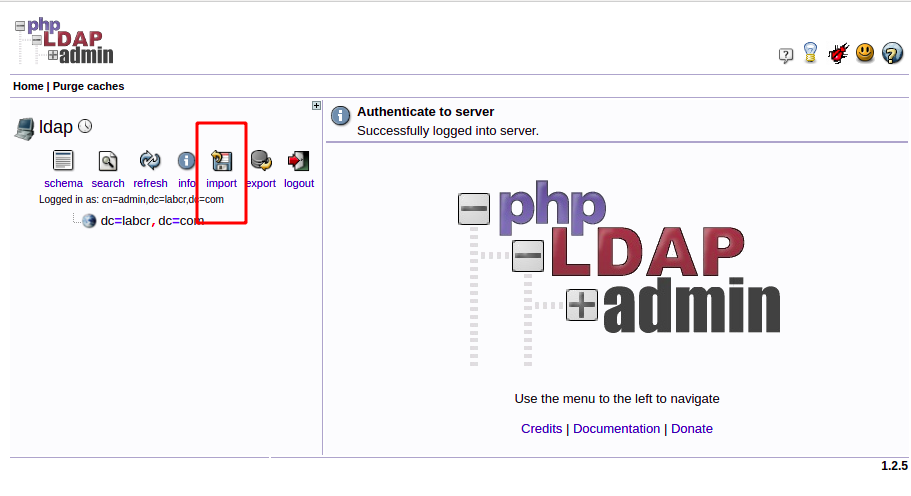 php
LDAP
admin
?
?
Home | Purge caches
ldap
schema search refresh info import export logout
Logged in as: cn=admin,dc=labcr,dc=com
dc=labcr,dc=com
Authenticate to server
Successfully logged into server.
php
LDAP
admin
Use the menu to the left to navigate
Credits | Documentation | Donate
1.2.5